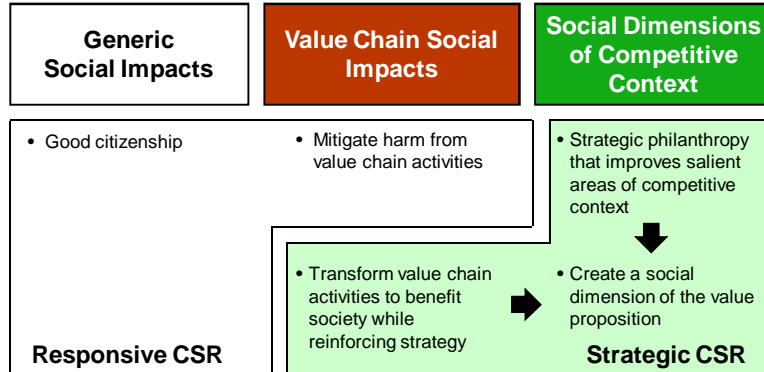 Generic
Social Impacts
Value Chain Social
Impacts
Social Dimensions
of Competitive
Context
• Good citizenship
• Mitigate harm from
value chain activities
• Strategic philanthropy
that improves salient
areas of competitive
context
• Transform value chain
activities to benefit
society while
reinforcing strategy
• Create a social
dimension of the value
proposition
Responsive CSR
Strategic CSR